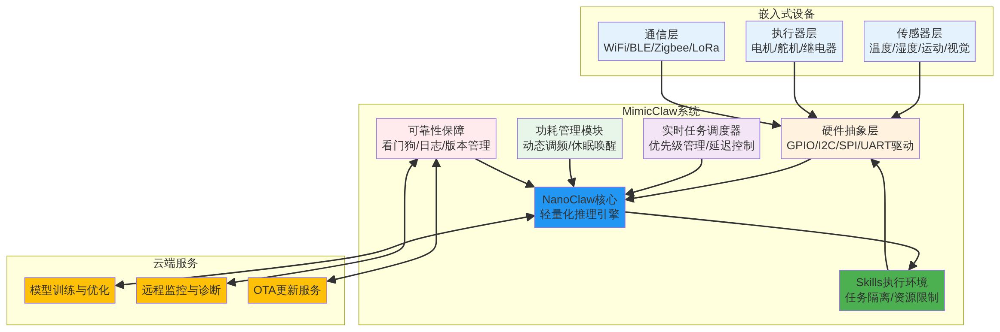 嵌入式设备
通信层
WiFi/BLE/Zigbee/LoRa
执行器层
电机/舵机/继电器
传感器层
温度/湿度/运动/视觉
MimicClaw系统
可靠性保障
看门狗/日志/版本管理
功耗管理模块
动态调频/休眠唤醒
实时任务调度器
优先级管理/延迟控制
硬件抽象层
GPIO/I2C/SPI/UART驱动
NanoClaw核心
轻量化推理引擎
云端服务
模型训练与优化
远程监控与诊断
OTA更新服务
Skills执行环境
任务隔离/资源限制